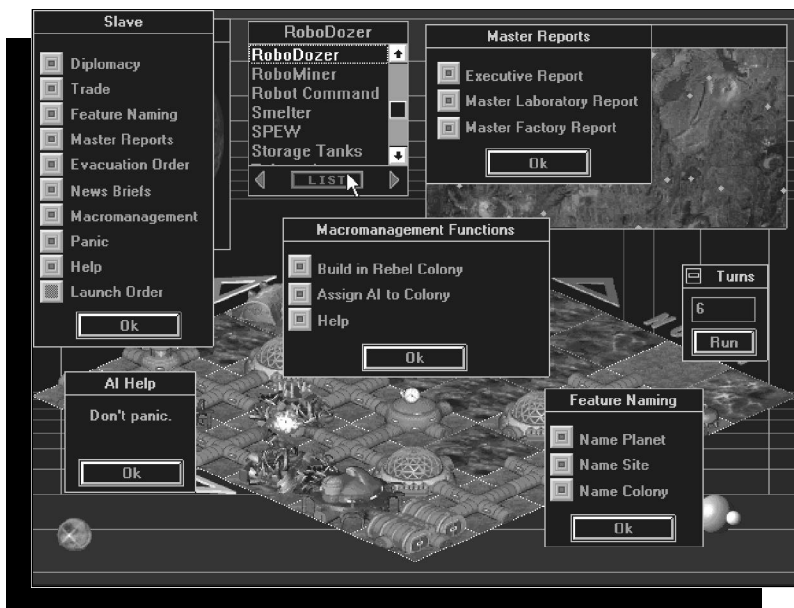 Slave
Diplomacy
Trade
Feature Naming
Master Reports
Evacuation Order
News Briefs
Macromanagement
Panic
Help
Launch Order
Ok
RoboDozer
RoboDozer
RoboMiner
Robot Command
Smelter
SPEW
Storage Tanks
LIST
Master Reports
Executive Report
Master Laboratory Report
Master Factory Report
Ok
Macromanagement Functions
Build in Rebel Colony
Assign AI to Colony
Help
Ok
Turns
6
Run
AI Help
Don't panic.
Ok
Feature Naming
Name Planet
Name Site
Name Colony
Ok